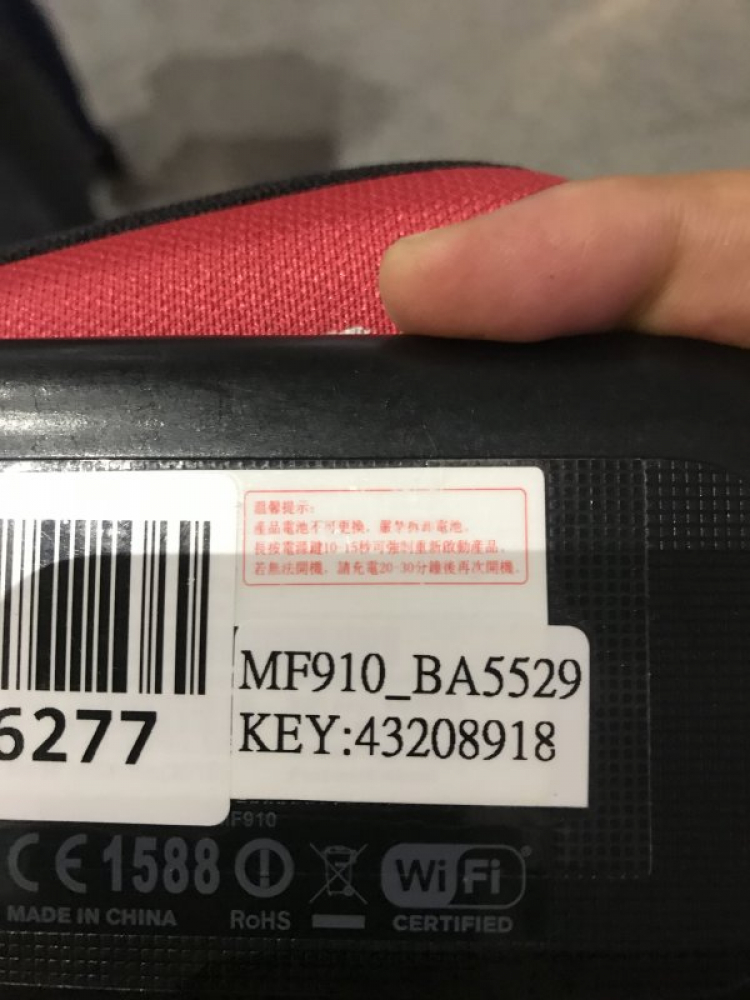 溫馨提示:
產品電池不可更換,嚴禁拆卸電池。
長按電源鍵10-15秒可強制重新啟動產品、
若無法開機,請充電20-30分鐘後再次開機。
MF910_BA5529
KEY:43208918
6277
F910
CE1588
WiFi
MADE IN CHINA
RoHS
CERTIFIED